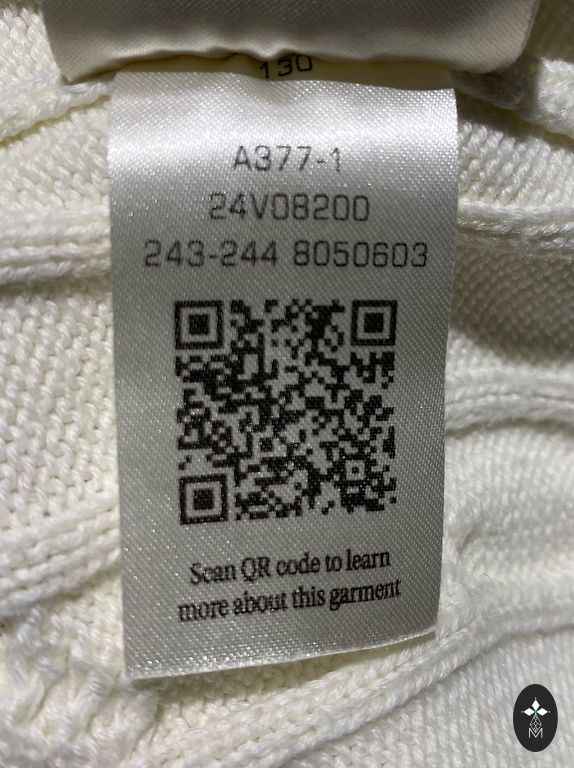 130
A377-1
24V08200
243-244 8050603
Scan QR code to learn
more about this garment
M